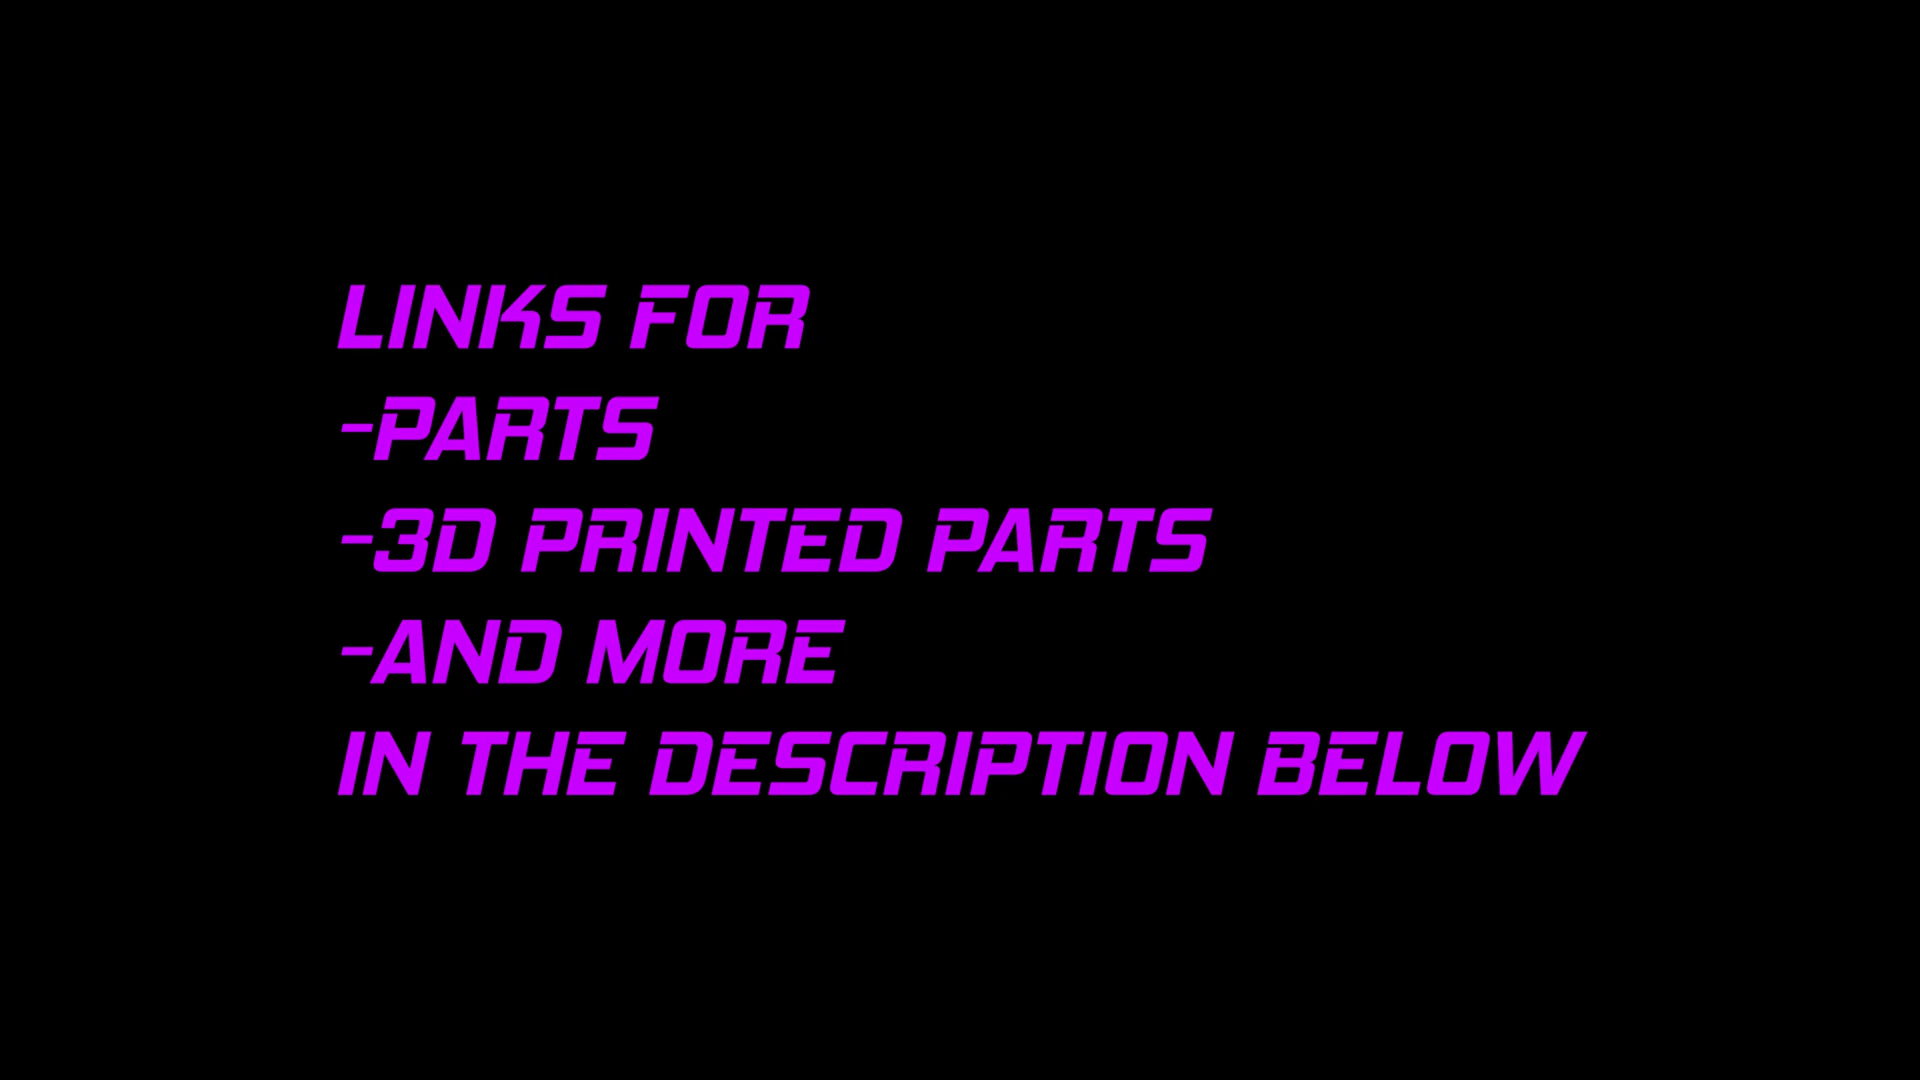 LINKS FOR
-PARTS
-3D PRINTED PARTS
-AND MORE
IN THE DESCRIPTION BELOW